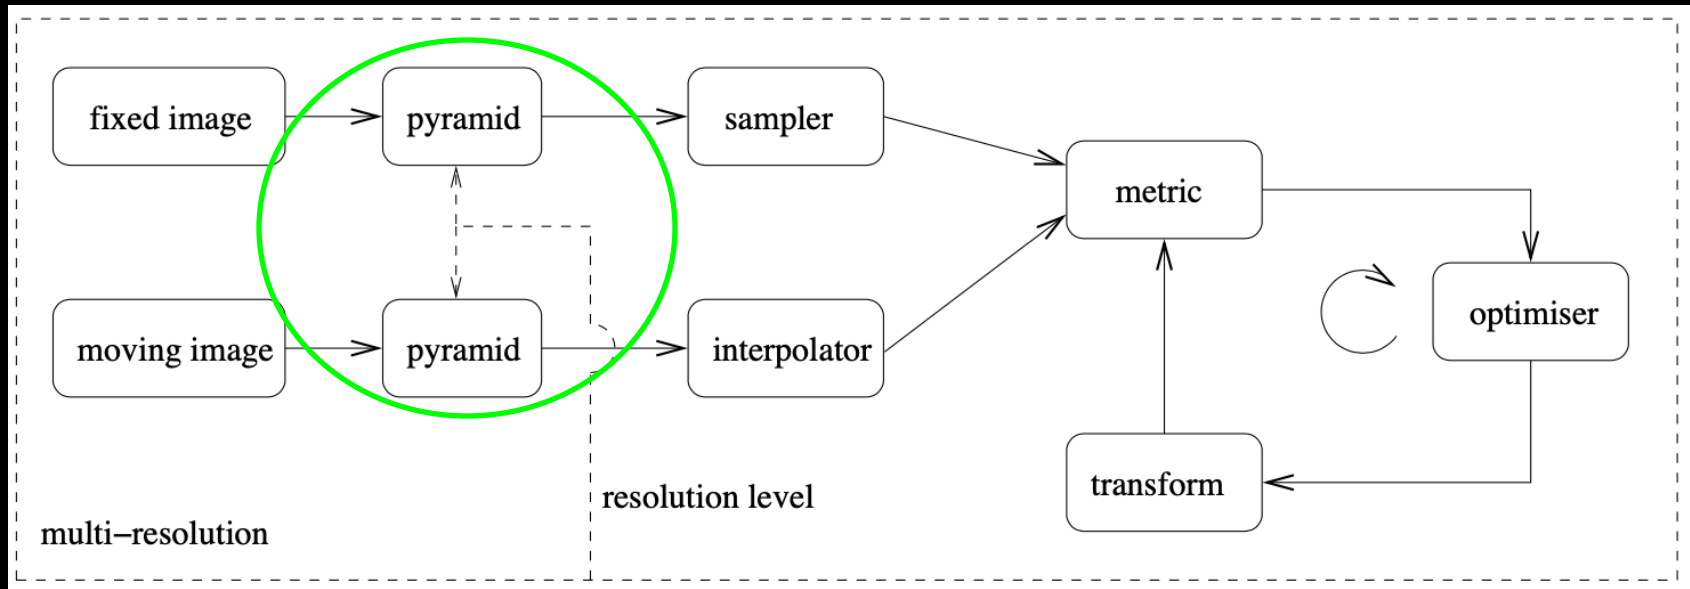 fixed image
pyramid
sampler
metric
moving image
pyramid
interpolator
optimiser
transform
resolution level
multi–resolution